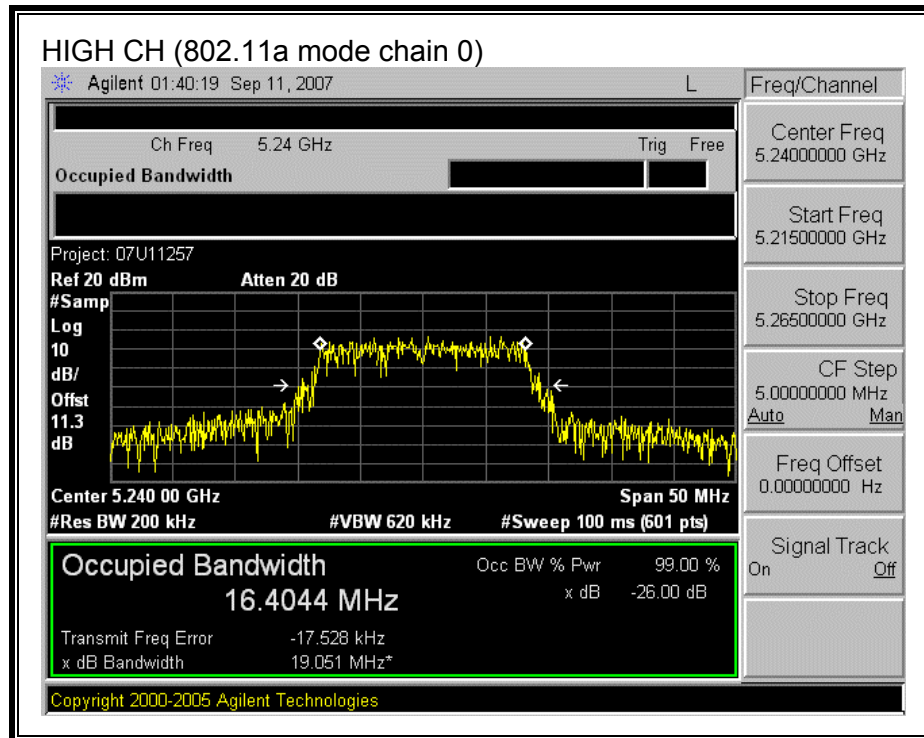 HIGH CH (802.11a mode chain 0)
Agilent 01:40:19 Sep 11, 2007 L
Freq/Channel
Ch Freq 5.24 GHz Trig Free
Occupied Bandwidth
Center Freq
5.24000000 GHz
Start Freq
5.21500000 GHz
Stop Freq
5.26500000 GHz
CF Step
5.00000000 MHz
Auto Man
Freq Offset
0.00000000 Hz
Signal Track
On Off
Project: 07U11257
Ref 20 dBm Atten 20 dB
#Samp
Log
10
dB/
Offst
11.3
dB
Center 5.240 00 GHz Span 50 MHz
#Res BW 200 kHz #VBW 620 kHz #Sweep 100 ms (601 pts)
Occupied Bandwidth Occ BW % Pwr 99.00 %
16.4044 MHz x dB -26.00 dB
Transmit Freq Error -17.528 kHz
x dB Bandwidth 19.051 MHz*
Copyright 2000-2005 Agilent Technologies